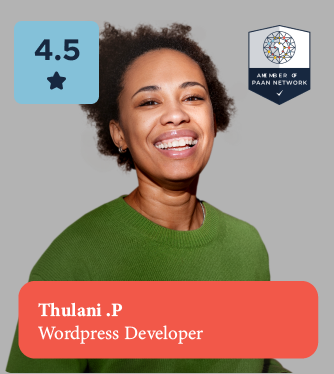 4.5
A MEMBER OF
PAAN NETWORK
Thulani .P
Wordpress Developer